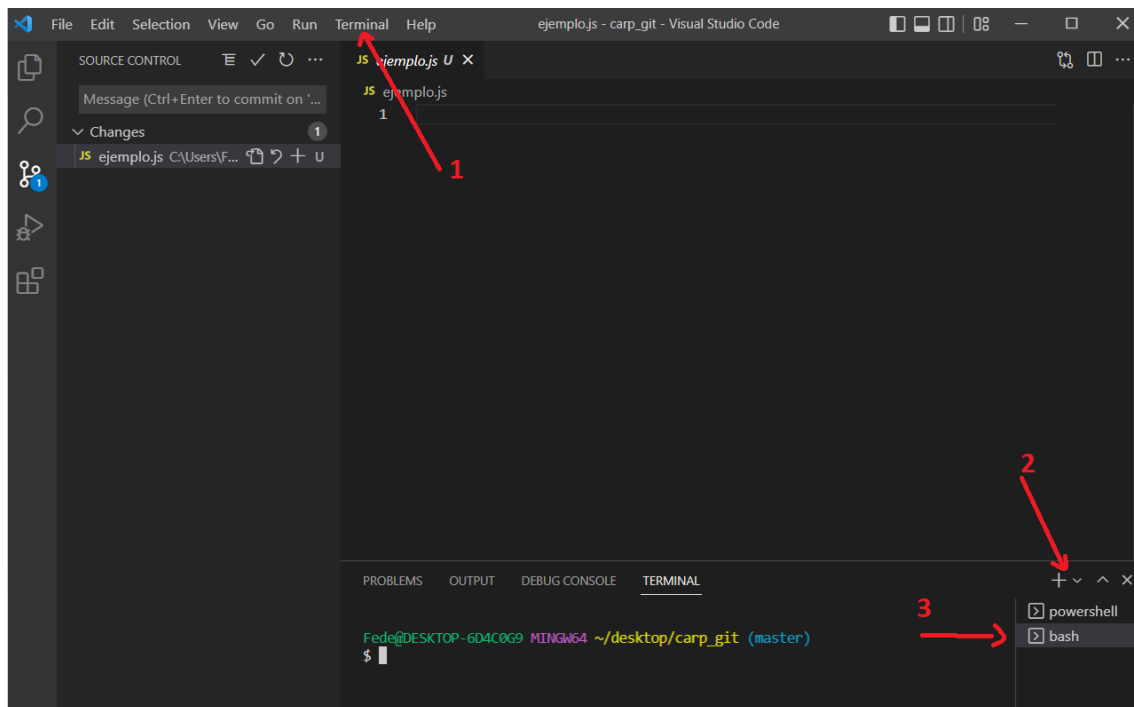 File Edit Selection View Go Run Terminal Help ejemplo.js - carp_git - Visual Studio Code
SOURCE CONTROL
JS ejemplo.js U
Message (Ctrl+Enter to commit on '...
JS ejemplo.js
1
Changes 1
JS ejemplo.js C:\Users\F... U
1
1
2
PROBLEMS OUTPUT DEBUG CONSOLE TERMINAL
3
powershell
Fede@DESKTOP-6D4C0G9 MINGW64 ~/desktop/carp_git (master)
bash
$